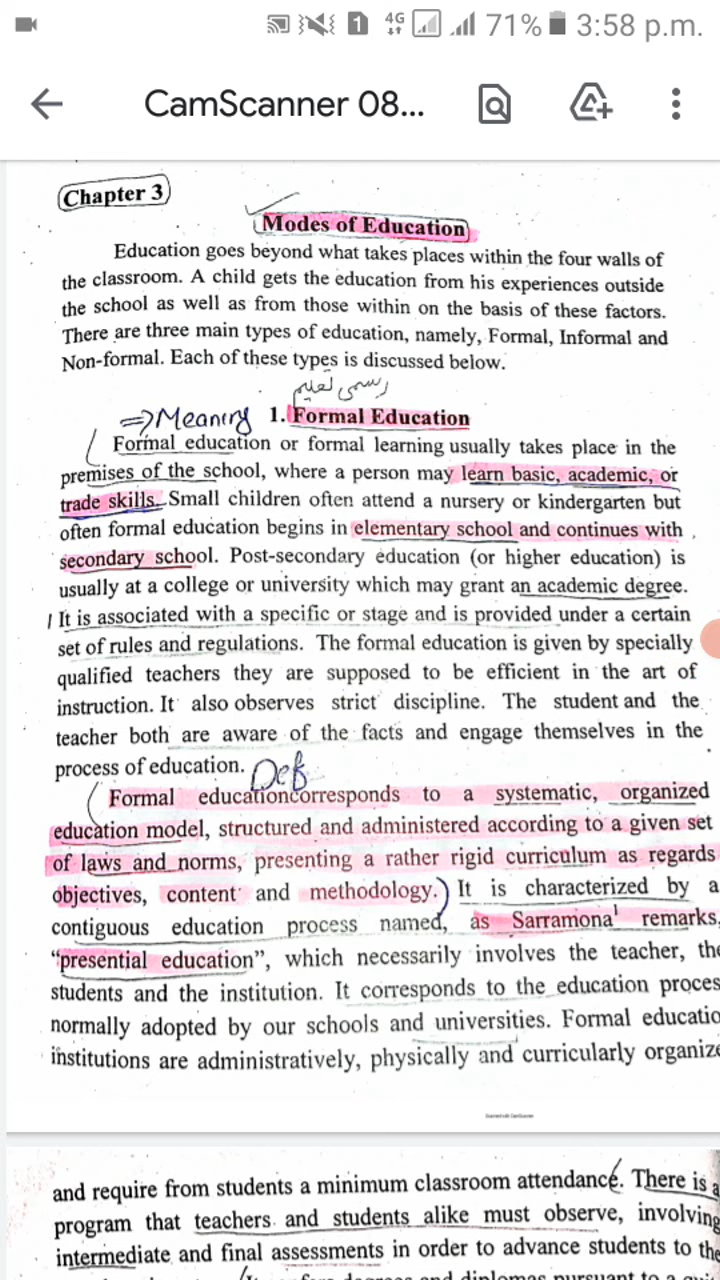 4G 71% 3:58 p.m.
CamScanner 08...
Chapter 3
Modes of Education
Education goes beyond what takes places within the four walls of
the classroom. A child gets the education from his experiences outside
the school as well as from those within on the basis of these factors.
There are three main types of education, namely, Formal, Informal and
Non-formal. Each of these types is discussed below.
رسمی تعلیم
⇒Meaning 1. Formal Education
Formal education or formal learning usually takes place in the
premises of the school, where a person may learn basic, academic, or
trade skills. Small children often attend a nursery or kindergarten but
often formal education begins in elementary school and continues with
secondary school. Post-secondary education (or higher education) is
usually at a college or university which may grant an academic degree.
It is associated with a specific or stage and is provided under a certain
set of rules and regulations. The formal education is given by specially
qualified teachers they are supposed to be efficient in the art of
instruction. It also observes strict discipline. The student and the
teacher both are aware of the facts and engage themselves in the
process of education. Def
Formal educationcorresponds to a systematic, organized
education model, structured and administered according to a given set
of laws and norms, presenting a rather rigid curriculum as regards
objectives, content and methodology.) It is characterized by a
contiguous education process named, as Sarramona¹ remarks,
“presential education”, which necessarily involves the teacher, the
students and the institution. It corresponds to the education proces
normally adopted by our schools and universities. Formal educatio
institutions are administratively, physically and curricularly organize
Scanned with CamScanner
and require from students a minimum classroom attendance. There is a
program that teachers and students alike must observe, involving
intermediate and final assessments in order to advance students to the